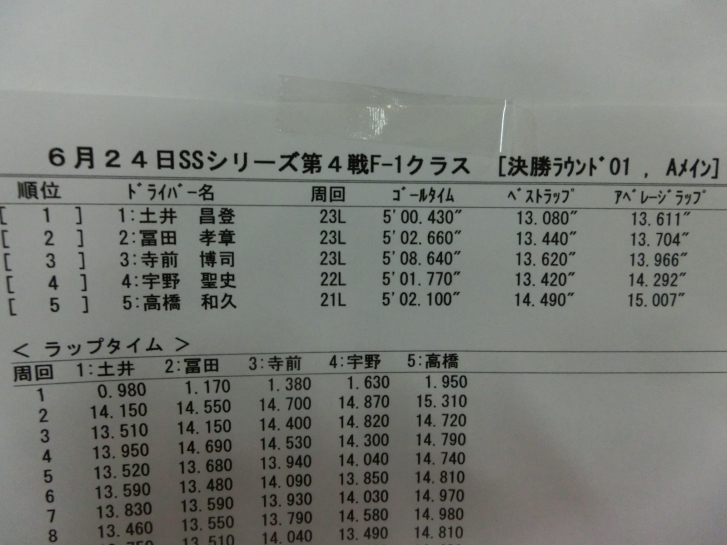 6月24日SSシリーズ第4戦F-1クラス [決勝ﾗｳﾝﾄﾞ01 , Aﾒｲﾝ]
順位 ﾄﾞﾗｲﾊﾞｰ名 周回 ｺﾞｰﾙﾀｲﾑ ﾍﾞｽﾄﾗｯﾌﾟ ｱﾍﾞﾚｰｼﾞﾗｯﾌﾟ
[ 1 ] 1:土井 昌登 23L 5′00.430″ 13.080″ 13.611″
[ 2 ] 2:冨田 孝章 23L 5′02.660″ 13.440″ 13.704″
[ 3 ] 3:寺前 博司 23L 5′08.640″ 13.620″ 13.966″
[ 4 ] 4:宇野 聖史 22L 5′01.770″ 13.420″ 14.292″
[ 5 ] 5:高橋 和久 21L 5′02.100″ 14.490″ 15.007″
< ラップタイム >
周回 1:土井 2:冨田 3:寺前 4:宇野 5:高橋
1 0.980 1.170 1.380 1.630 1.950
2 14.150 14.550 14.700 14.870 15.310
3 13.510 14.150 14.400 14.820 14.720
4 13.950 14.690 14.530 14.300 14.790
5 13.520 13.680 13.940 14.040 14.740
6 13.590 13.480 14.090 13.850 14.810
7 13.830 13.590 13.930 14.030 14.970
8 13.460 13.550 13.790 14.580 14.980
13.510 14.040 13.490 14.810